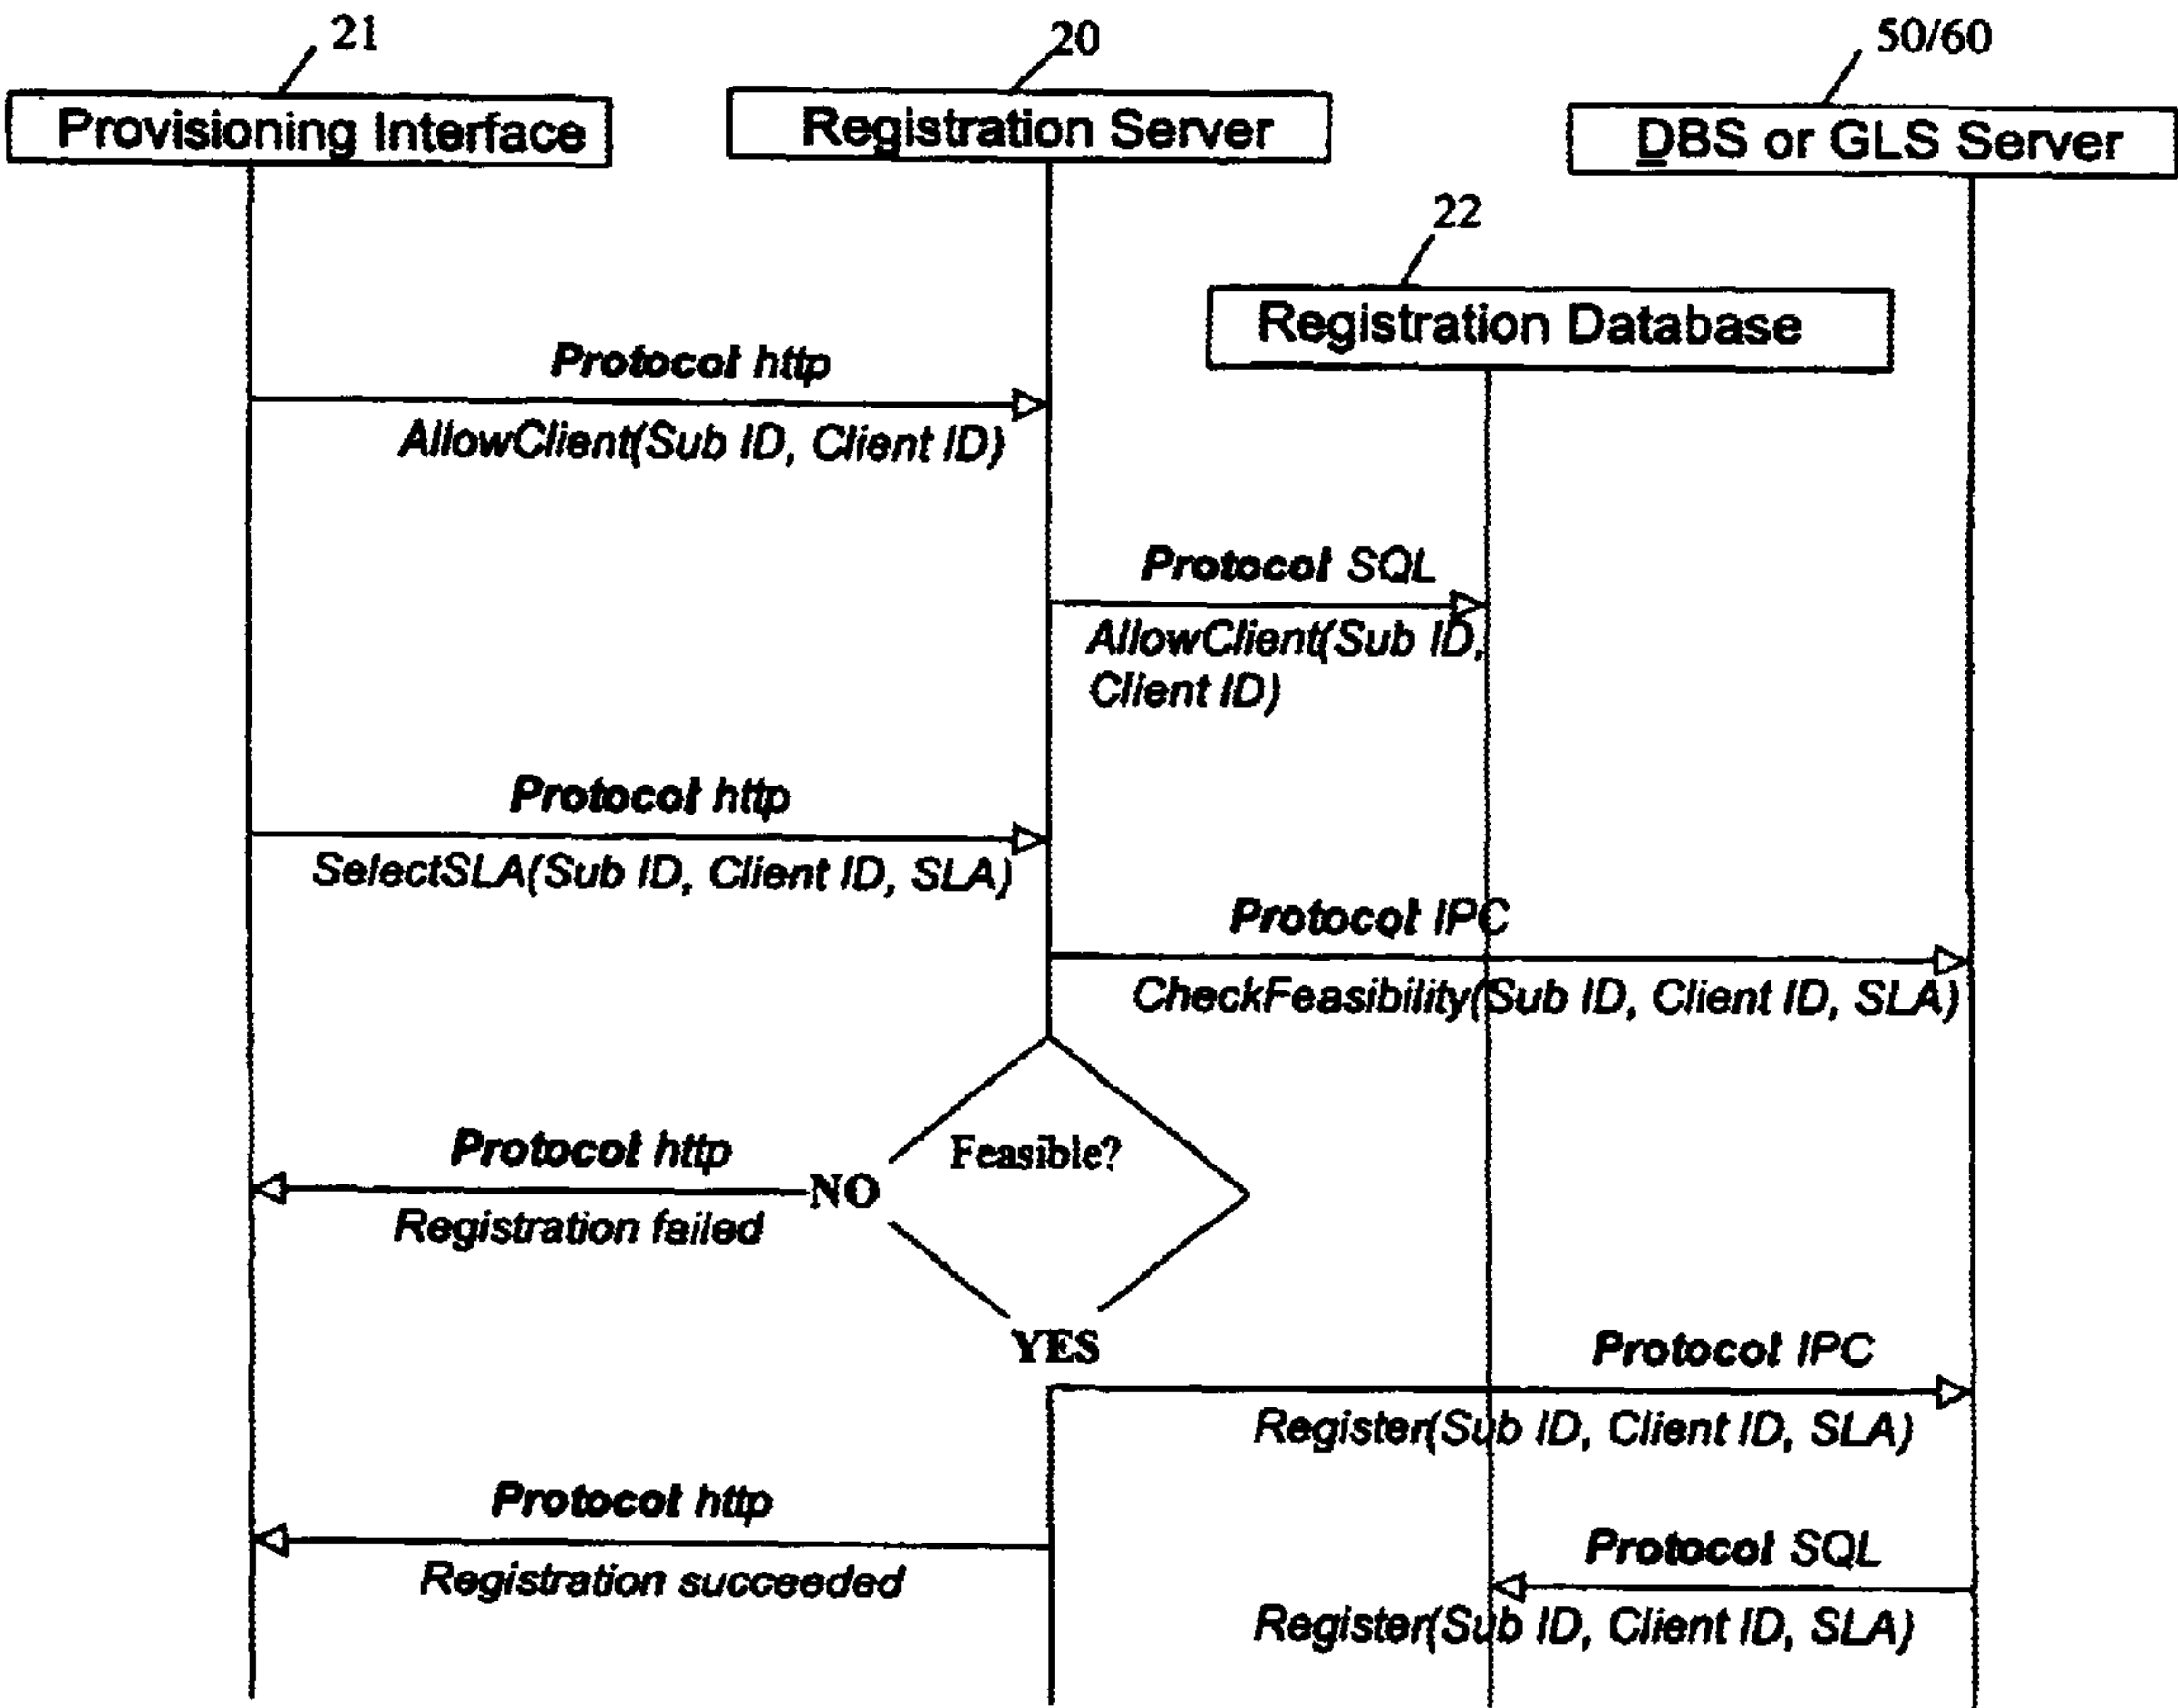 21
20
50/60
Provisioning Interface
Registration Server
DBS or GLS Server
22
Registration Database
Protocol http
AllowClient(Sub ID, Client ID)
Protocol SQL
AllowClient(Sub ID,
Client ID)
Protocol http
SelectSLA(Sub ID, Client ID, SLA)
Protocol IPC
CheckFeasibility(Sub ID, Client ID, SLA)
Feasible?
Protocol http
NO
Registration failed
YES
Protocol IPC
Register(Sub ID, Client ID, SLA)
Protocol http
Registration succeeded
Protocol SQL
Register(Sub ID, Client ID, SLA)